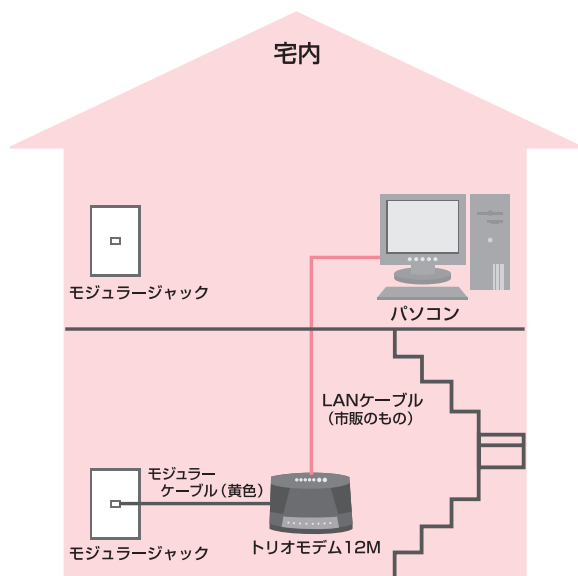 宅内
モジュラージャック
パソコン
LANケーブル
（市販のもの）
モジュラー
ケーブル（黄色）
モジュラージャック
トリオモデム12M